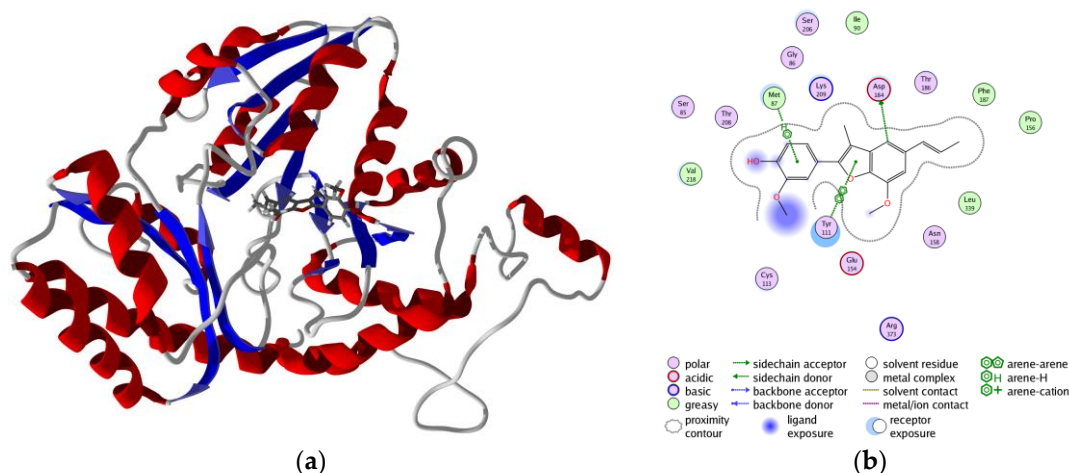 Ser
206
Ile
90
Gly
86
Lys
209
Asp
184
Thr
186
Met
87
Phe
187
Ser
85
Thr
208
Pro
156
H
HO
O
O
O
Val
218
Leu
339
Tyr
111
Asn
158
Glu
154
Cys
113
Arg
373
polar
acidic
basic
greasy
proximity
contour
sidechain acceptor
sidechain donor
backbone acceptor
backbone donor
ligand
exposure
solvent residue
metal complex
solvent contact
metal/ion contact
receptor
exposure
arene-arene
H arene-H
+ arene-cation
(a)
(b)